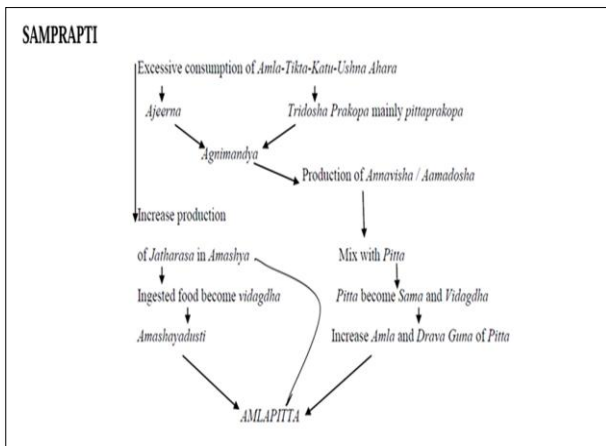 SAMPRAPTI
Excessive consumption of Amla-Tikta-Katu-Ushna Ahara
Ajeerna
Tridosha Prakopa mainly pittaprakopa
Agnimandya
Production of Annavisha / Aamadosha
Increase production
of Jatharasa in Amashya
Mix with Pitta
Ingested food become vidagdha
Pitta become Sama and Vidagdha
Amashayadusti
Increase Amla and Drava Guna of Pitta
AMLAPITTA